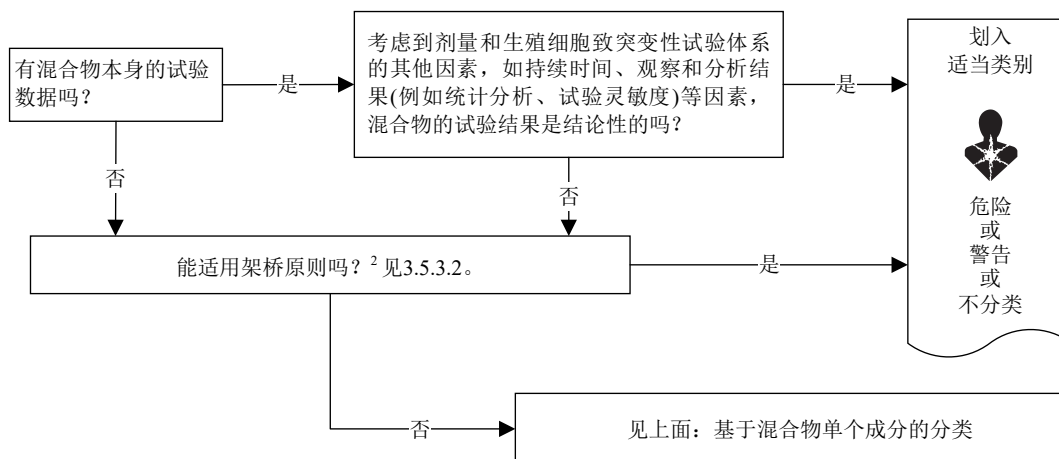 有混合物本身的试验
数据吗？
是
考虑到剂量和生殖细胞致突变性试验体系
的其他因素，如持续时间、观察和分析结
果(例如统计分析、试验灵敏度)等因素，
混合物的试验结果是结论性的吗？
是
划入
适当类别
危险
或
警告
或
不分类
否
否
能适用架桥原则吗？2 见3.5.3.2。
是
否
见上面：基于混合物单个成分的分类